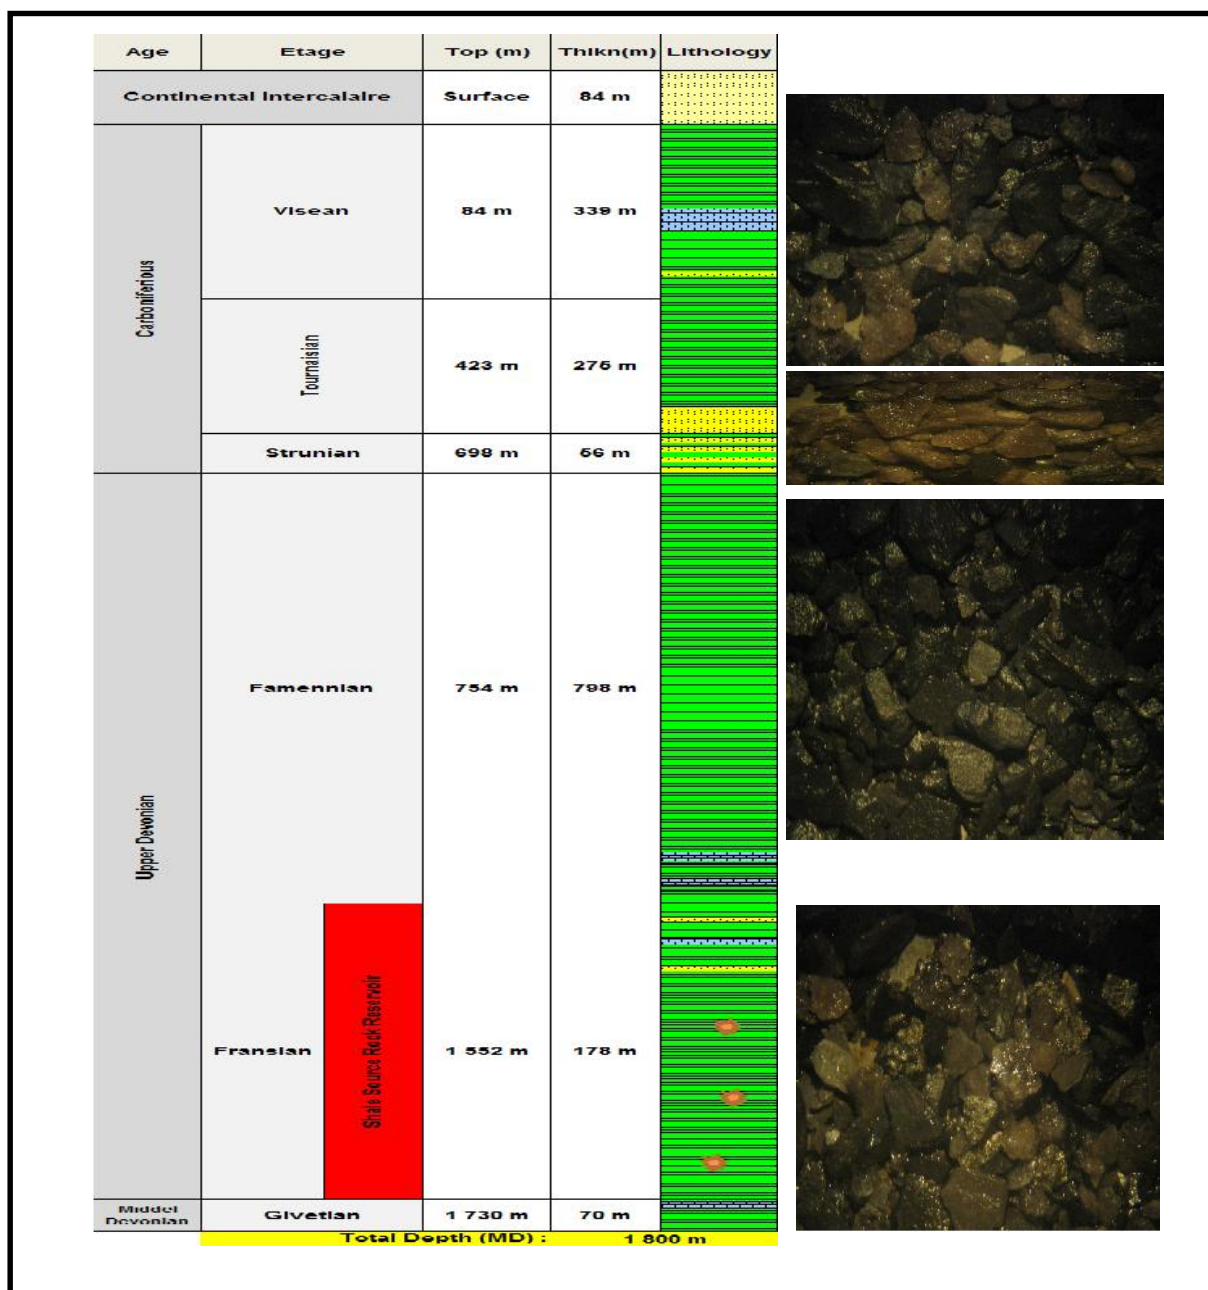 Age Etage Top (m) Thikn(m) Lithology
Continental Intercalaire Surface 84 m
Carboniferious
Visean 84 m 339 m
Tournaisian 423 m 275 m
Strunian 698 m 56 m
Upper Devonian
Famennian 754 m 798 m
Fransian Shale Source Rock Reservoir 1 552 m 178 m
Middel
Devonian
Givetian 1 730 m 70 m
Total Depth (MD) : 1 800 m